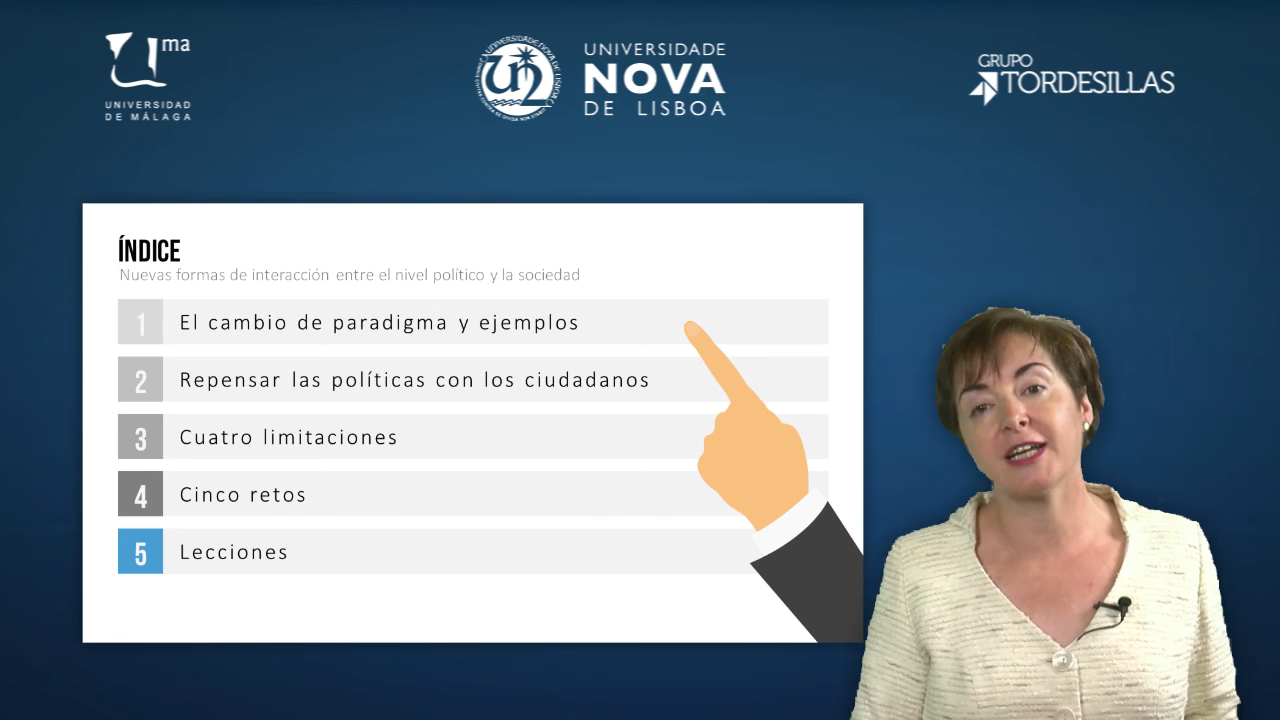 ma
UNIVERSIDAD
DE MÁLAGA
UNIVERSIDADE
NOVA
DE LISBOA
GRUPO
TORDESILLAS
ÍNDICE
Nuevas formas de interacción entre el nivel político y la sociedad
1 El cambio de paradigma y ejemplos
2 Repensar las políticas con los ciudadanos
3 Cuatro limitaciones
4 Cinco retos
5 Lecciones